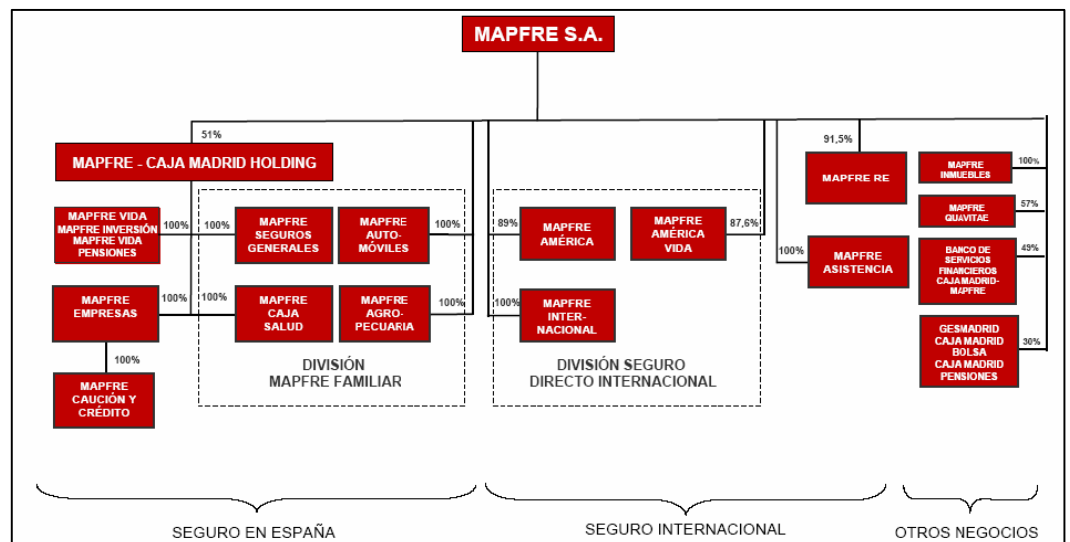 MAPFRE S.A.
51%
MAPFRE - CAJA MADRID HOLDING
MAPFRE VIDA
MAPFRE INVERSIÓN
MAPFRE VIDA
PENSIONES
100%
100%
MAPFRE
SEGUROS
GENERALES
MAPFRE
AUTO-
MÓVILES
100%
MAPFRE
EMPRESAS
100%
100%
MAPFRE
CAJA
SALUD
MAPFRE
AGRO-
PECUARIA
100%
100%
MAPFRE
CAUCIÓN Y
CRÉDITO
DIVISIÓN
MAPFRE FAMILIAR
89%
MAPFRE
AMÉRICA
MAPFRE
AMÉRICA
VIDA
87,6%
100%
MAPFRE
INTER-
NACIONAL
DIVISIÓN SEGURO
DIRECTO INTERNACIONAL
91,5%
MAPFRE RE
100%
MAPFRE
ASISTENCIA
MAPFRE
INMUEBLES
100%
MAPFRE
QUAVITAE
57%
BANCO DE
SERVICIOS
FINANCIEROS
CAJA MADRID-
MAPFRE
49%
GESMADRID
CAJA MADRID
BOLSA
CAJA MADRID
PENSIONES
30%
SEGURO EN ESPAÑA
SEGURO INTERNACIONAL
OTROS NEGOCIOS